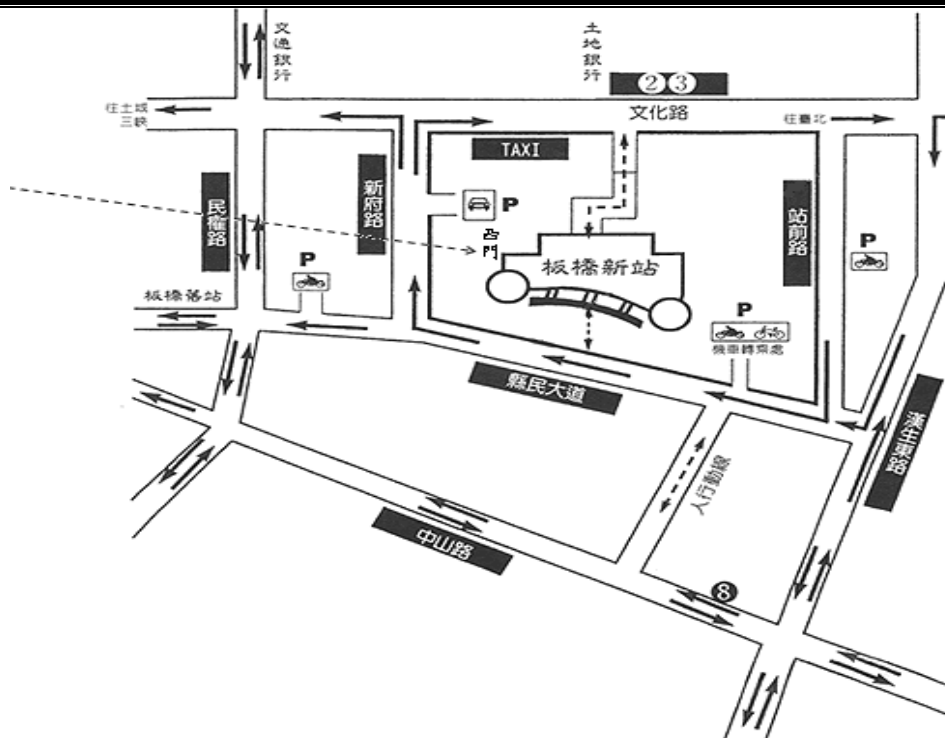 交通銀行
土地銀行
②③
往土城
三峽
文化路
往臺北
TAXI
民權路
新府路
P
凸門
站前路
P
P
板橋新站
板橋舊站
P
機車轉乘處
縣民大道
漢生東路
人行動線
中山路
❽